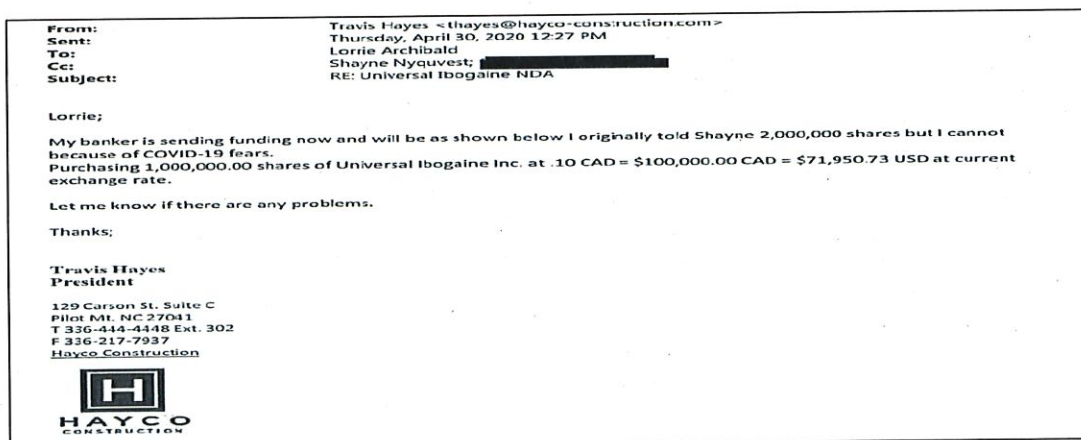 From: Travis Hayes <thayes@hayco-construction.com>
Sent: Thursday, April 30, 2020 12:27 PM
To: Lorrie Archibald
Cc: Shayne Nyquvest;
Subject: RE: Universal Ibogaine NDA
Lorrie;
My banker is sending funding now and will be as shown below I originally told Shayne 2,000,000 shares but I cannot
because of COVID-19 fears.
Purchasing 1,000,000.00 shares of Universal Ibogaine Inc. at .10 CAD = $100,000.00 CAD = $71,950.73 USD at current
exchange rate.
Let me know if there are any problems.
Thanks;
Travis Hayes
President
129 Carson St. Suite C
Pilot Mt. NC 27041
T 336-444-4448 Ext. 302
F 336-217-7937
Hayco Construction
H
HAYCO
CONSTRUCTION